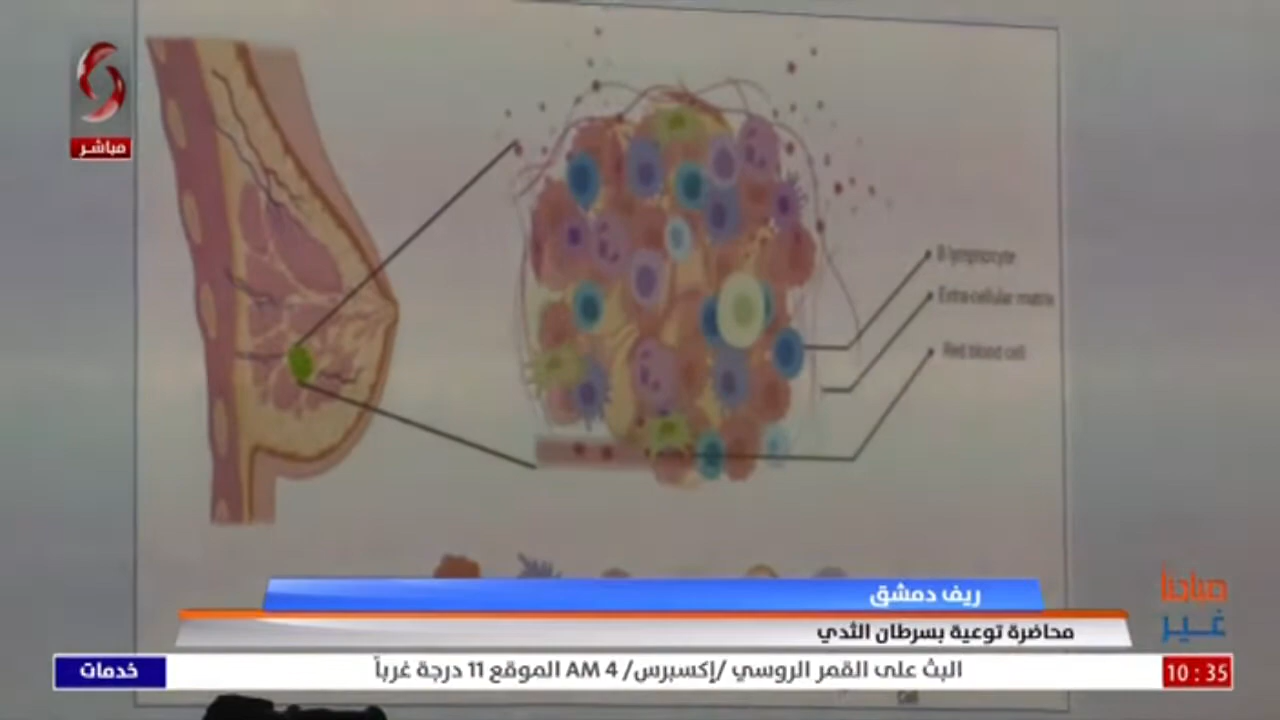 مباشر
B lymphocyte
Extra-cellular matrix
Red blood cell
صباحنا
غير
ريف دمشق
محاضرة توعية بسرطان الثدي
خدمات
البث على القمر الروسي /إكسبرس/ AM 4 الموقع 11 درجة غرباً
10 : 35
Cell